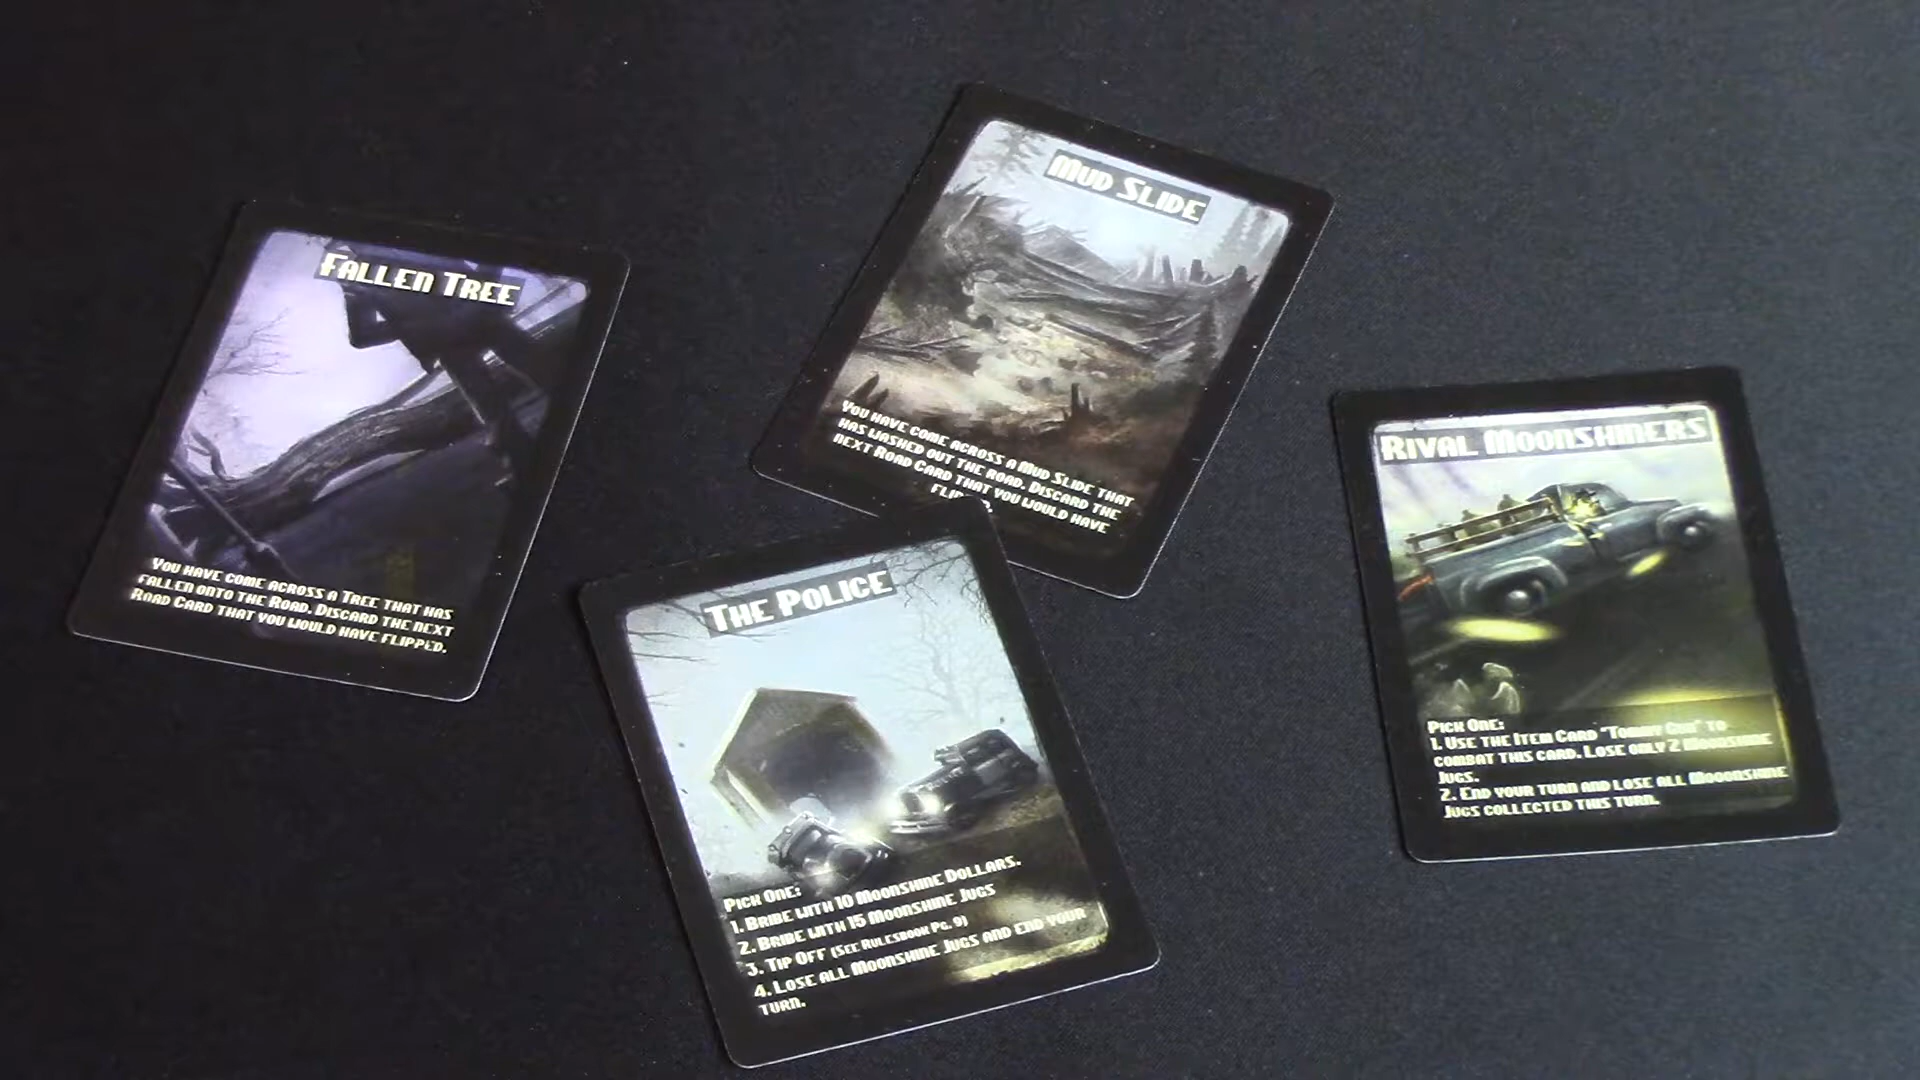 Fallen Tree
You have come across a Tree that has
fallen onto the Road. Discard the next
Road Card that you would have flipped.
Mud Slide
You have come across a Mud Slide that
has washed out the road. Discard the
next Road Card that you would have
The Police
Pick One:
1. Bribe with 10 Moonshine Dollars.
2. Bribe with 15 Moonshine Jugs
3. Tip Off (See Rulesbook Pg. 9)
4. Lose all Moonshine Jugs and end your
turn.
Rival Moonshiners
Pick One:
1. Use the Item Card "Tommy Gun" to
combat this card. Lose only 2 Moonshine
Jugs.
2. End your turn and lose all Mooonshine
Jugs collected this turn.